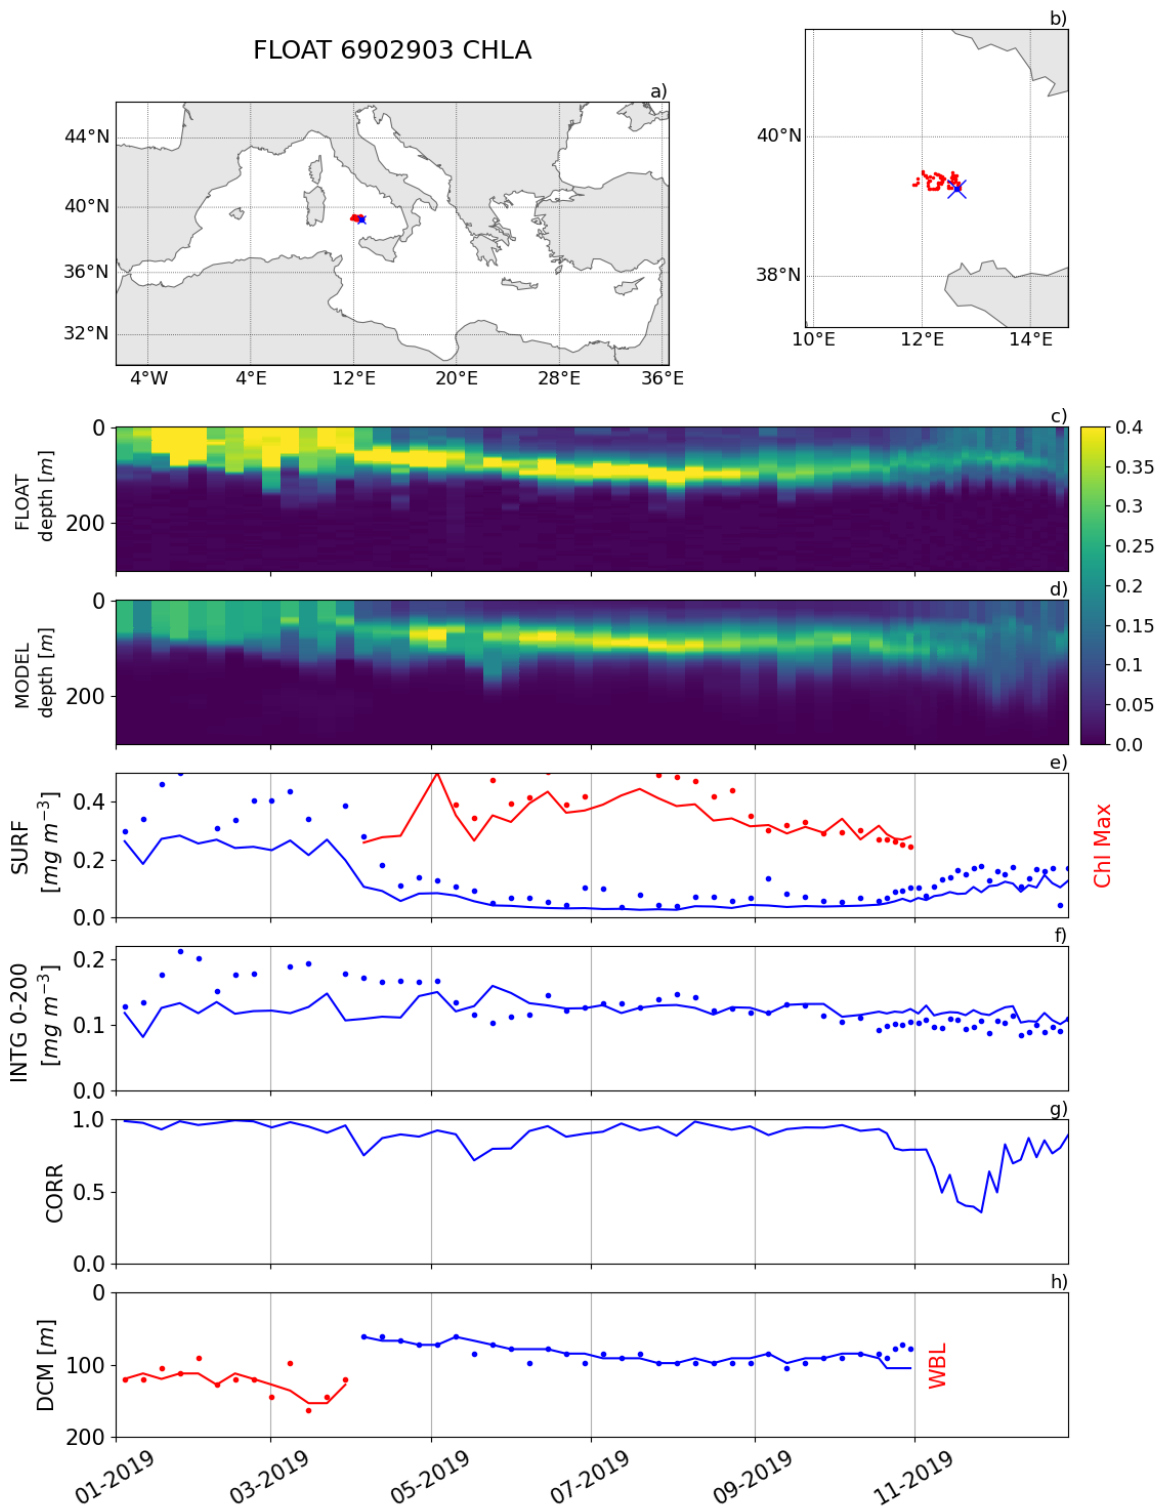 FLOAT 6902903 CHLA
a)
44°N
40°N
36°N
32°N
4°W 4°E 12°E 20°E 28°E 36°E
b)
40°N
38°N
10°E 12°E 14°E
c)
FLOAT
depth [m]
0
200
d)
MODEL
depth [m]
0
200
0.4
0.35
0.3
0.25
0.2
0.15
0.1
0.05
0.0
e)
SURF
[mg m⁻³]
0.4
0.2
0.0
Chl Max
f)
INTG 0-200
[mg m⁻³]
0.2
0.1
0.0
g)
CORR
1.0
0.5
0.0
h)
DCM [m]
0
100
200
WBL
01-2019 03-2019 05-2019 07-2019 09-2019 11-2019